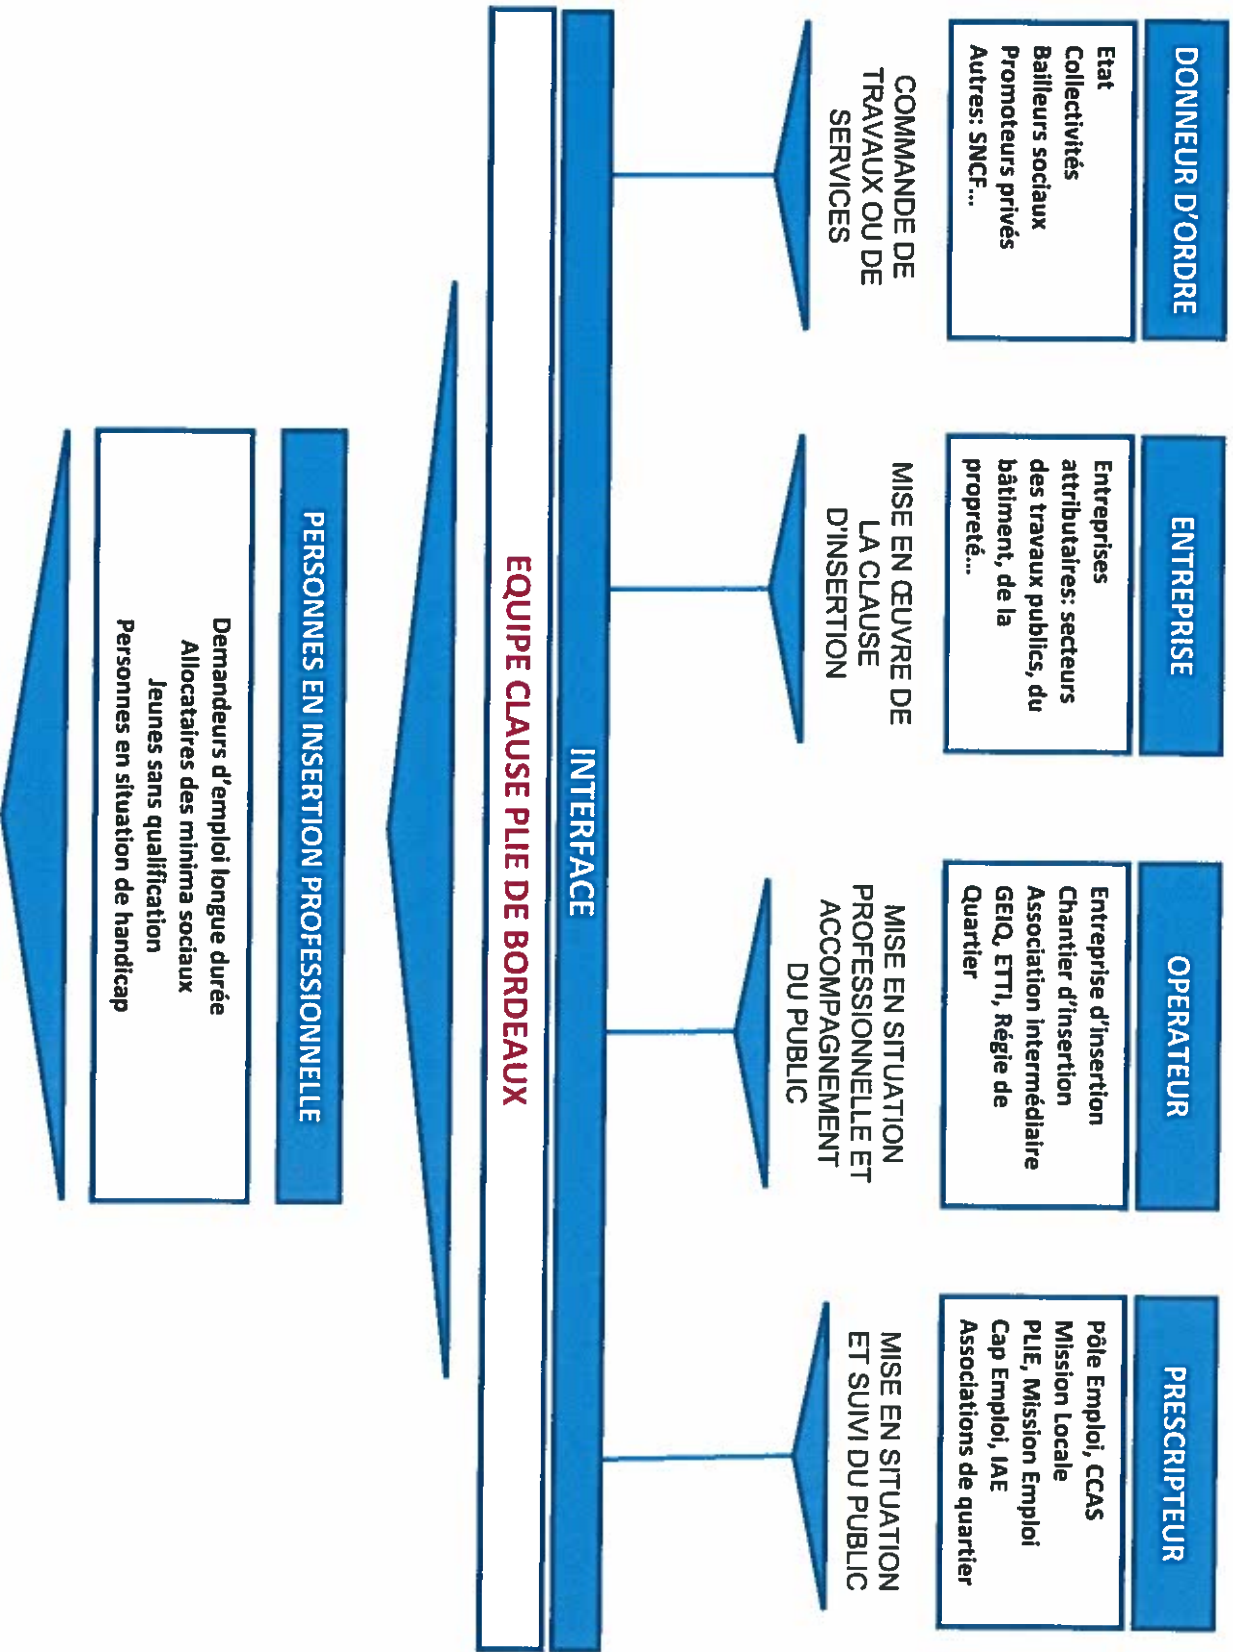 DONNEUR D'ORDRE
Etat
Collectivités
Bailleurs sociaux
Promoteurs privés
Autres: SNCF...
COMMANDE DE
TRAVAUX OU DE
SERVICES
ENTREPRISE
Entreprises
attributaires: secteurs
des travaux publics, du
bâtiment, de la
propreté...
MISE EN ŒUVRE DE
LA CLAUSE
D'INSERTION
OPERATEUR
Entreprise d'insertion
Chantier d'insertion
Association intermédiaire
GEIQ, ETTI, Régie de
Quartier
MISE EN SITUATION
PROFESSIONNELLE ET
ACCOMPAGNEMENT
DU PUBLIC
PRESCRIPTEUR
Pôle Emploi, CCAS
Mission Locale
PLIE, Mission Emploi
Cap Emploi, IAE
Associations de quartier
MISE EN SITUATION
ET SUIVI DU PUBLIC
INTERFACE
EQUIPE CLAUSE PLIE DE BORDEAUX
PERSONNES EN INSERTION PROFESSIONNELLE
Demandeurs d'emploi longue durée
Allocataires des minima sociaux
Jeunes sans qualification
Personnes en situation de handicap